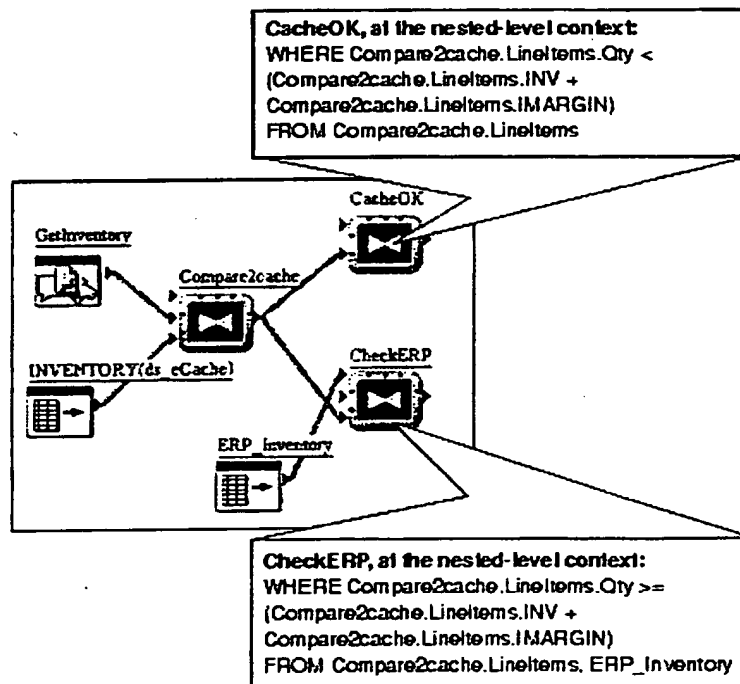 CacheOK, at the nested-level context:
WHERE Compare2cache.LineItems.Qty <
(Compare2cache.LineItems.INV +
Compare2cache.LineItems.IMARGIN)
FROM Compare2cache.LineItems
CacheOK
GetInventory
Compare2cache
CheckERP
INVENTORY(ds_eCache)
ERP_Inventory
CheckERP, at the nested-level context:
WHERE Compare2cache.LineItems.Qty >=
(Compare2cache.LineItems.INV +
Compare2cache.LineItems.IMARGIN)
FROM Compare2cache.LineItems, ERP_Inventory